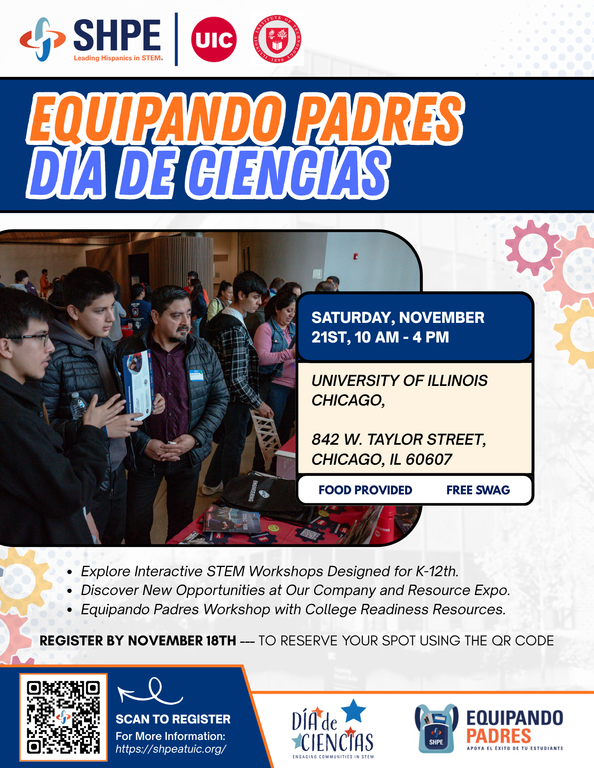 SHPE
Leading Hispanics in STEM.
UIC
EQUIPANDO PADRES
DIA DE CIENCIAS
SATURDAY, NOVEMBER
21ST, 10 AM - 4 PM
UNIVERSITY OF ILLINOIS
CHICAGO,
842 W. TAYLOR STREET,
CHICAGO, IL 60607
FOOD PROVIDED FREE SWAG
• Explore Interactive STEM Workshops Designed for K-12th.
• Discover New Opportunities at Our Company and Resource Expo.
• Equipando Padres Workshop with College Readiness Resources.
REGISTER BY NOVEMBER 18TH --- TO RESERVE YOUR SPOT USING THE QR CODE
SCAN TO REGISTER
For More Information:
https://shpeatuic.org/
DÍA de
CIENCIAS
ENGAGING COMMUNITIES IN STEM
SHPE
EQUIPANDO
PADRES
APOYA EL ÉXITO DE TU ESTUDIANTE